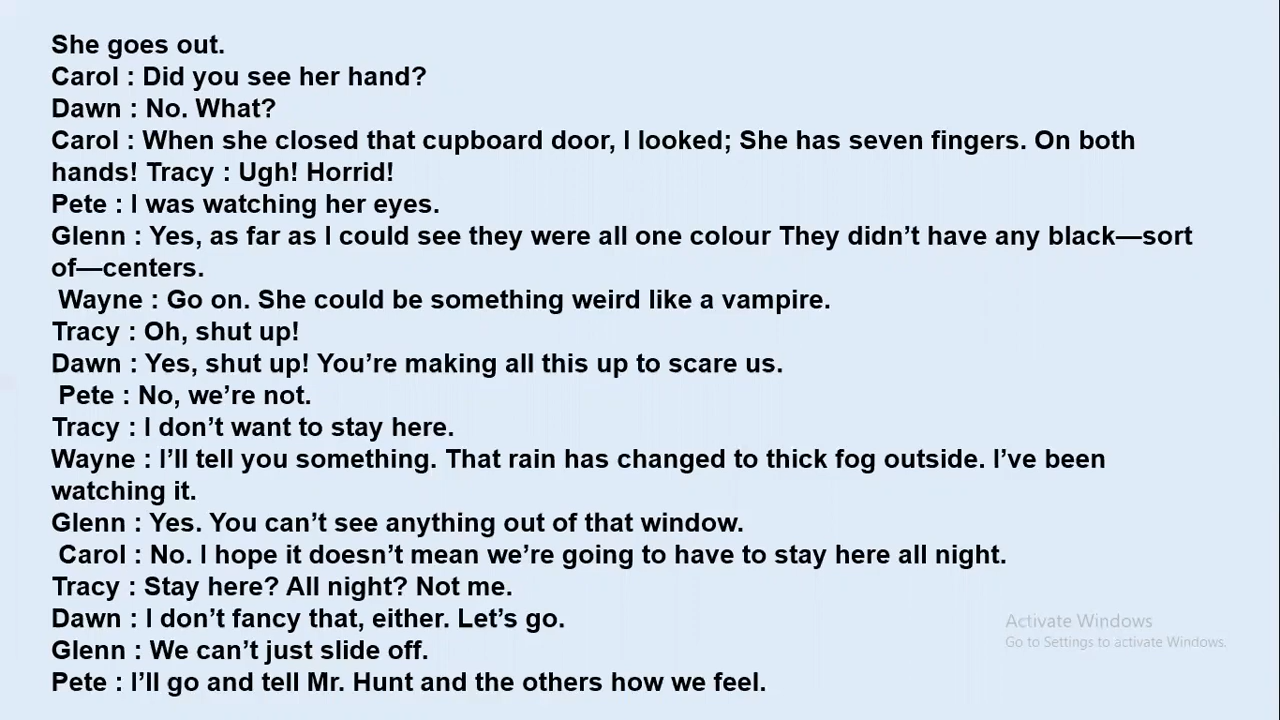 She goes out.
Carol : Did you see her hand?
Dawn : No. What?
Carol : When she closed that cupboard door, I looked; She has seven fingers. On both
hands! Tracy : Ugh! Horrid!
Pete : I was watching her eyes.
Glenn : Yes, as far as I could see they were all one colour They didn’t have any black—sort
of—centers.
Wayne : Go on. She could be something weird like a vampire.
Tracy : Oh, shut up!
Dawn : Yes, shut up! You’re making all this up to scare us.
Pete : No, we’re not.
Tracy : I don’t want to stay here.
Wayne : I’ll tell you something. That rain has changed to thick fog outside. I’ve been
watching it.
Glenn : Yes. You can’t see anything out of that window.
Carol : No. I hope it doesn’t mean we’re going to have to stay here all night.
Tracy : Stay here? All night? Not me.
Dawn : I don’t fancy that, either. Let’s go.
Glenn : We can’t just slide off.
Pete : I’ll go and tell Mr. Hunt and the others how we feel.
Activate Windows
Go to Settings to activate Windows.